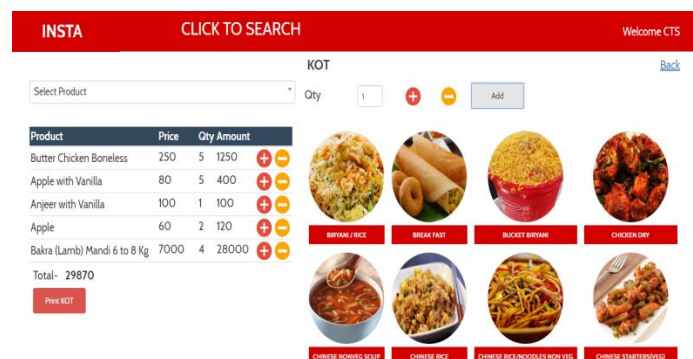 INSTA
CLICK TO SEARCH
Welcome CTS
KOT
Back
Select Product
Qty 1 Add
Product Price Qty Amount
Butter Chicken Boneless 250 5 1250
Apple with Vanilla 80 5 400
Anjeer with Vanilla 100 1 100
Apple 60 2 120
Bakra (Lamb) Mandi 6 to 8 Kg 7000 4 28000
Total- 29870
Print KOT
BIRYANI / RICE
BREAK FAST
BUCKET BIRYANI
CHICKEN DRY
CHINESE NONVEG SOUP
CHINESE RICE
CHINESE RICE/NOODLES NON VEG
CHINESE STARTERS(VEG)